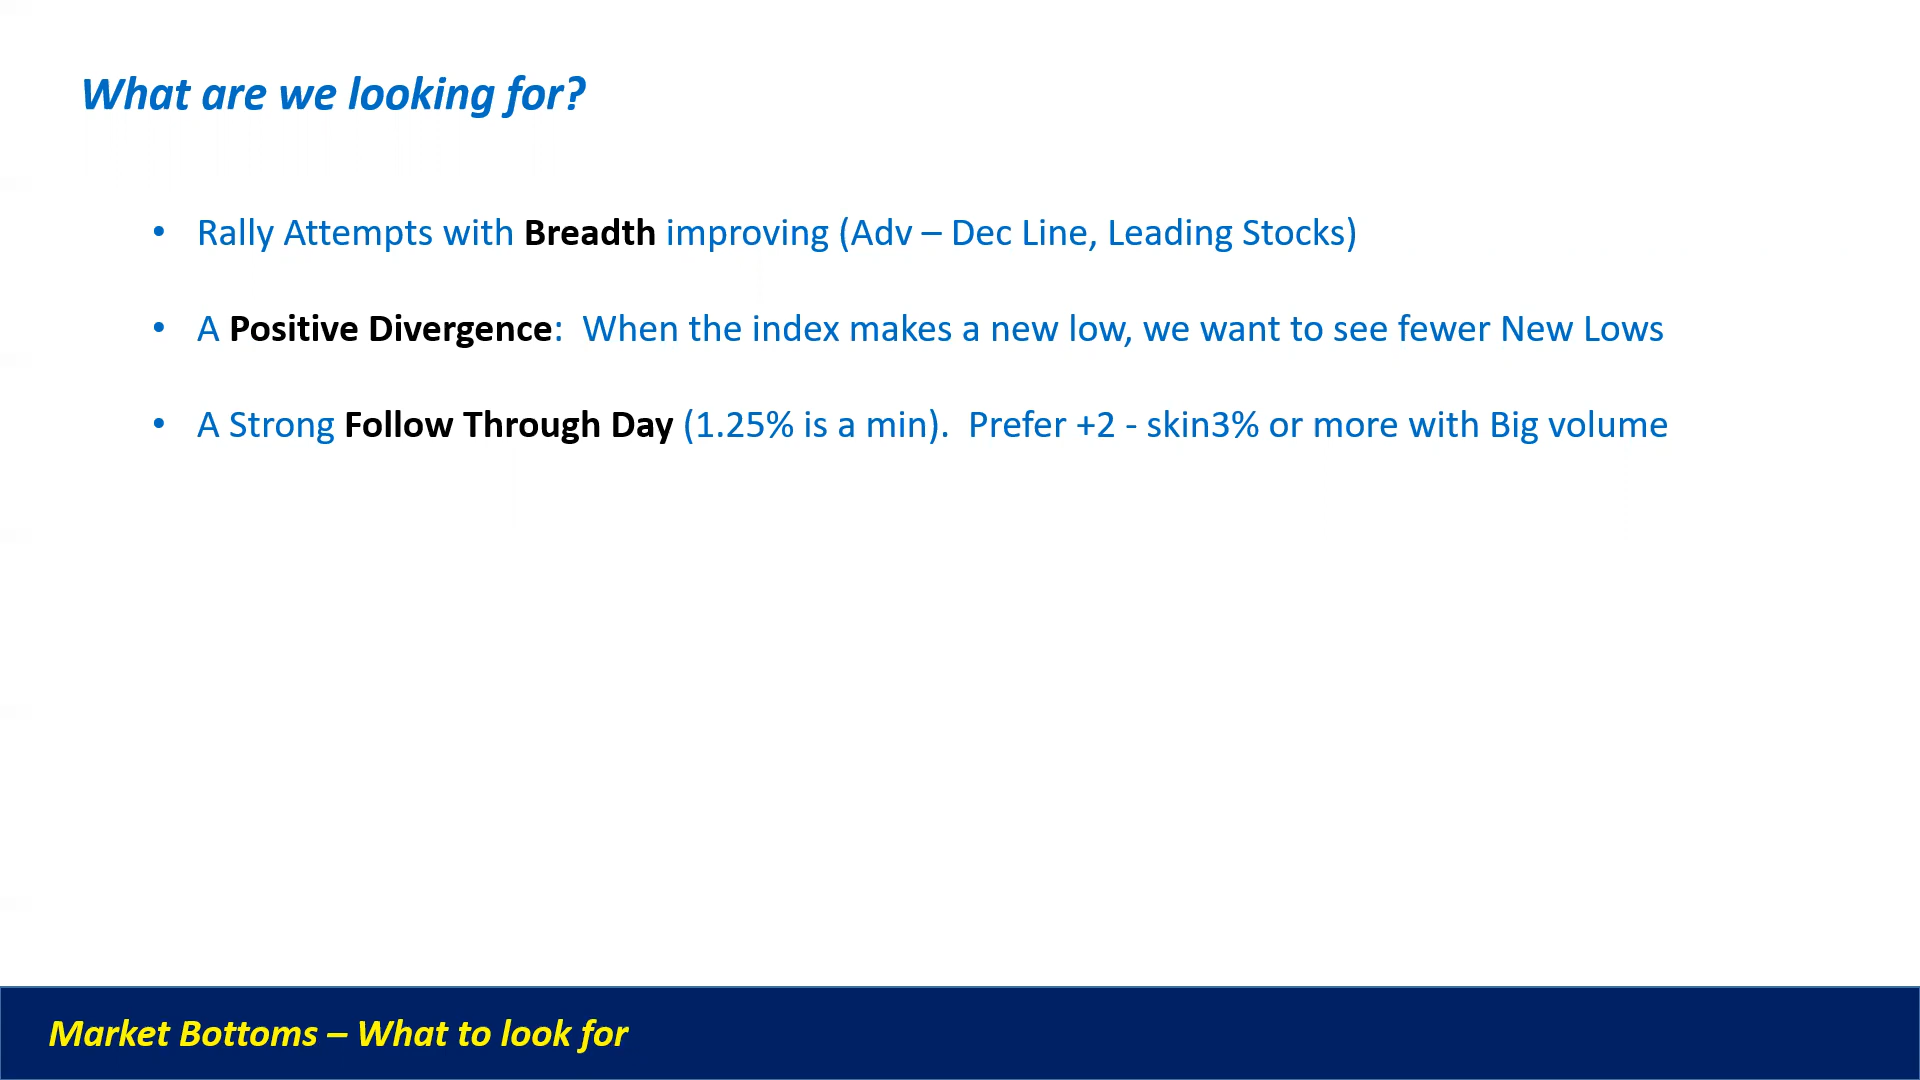 What are we looking for?
• Rally Attempts with Breadth improving (Adv – Dec Line, Leading Stocks)
• A Positive Divergence:  When the index makes a new low, we want to see fewer New Lows
• A Strong Follow Through Day (1.25% is a min).  Prefer +2 - skin3% or more with Big volume
Market Bottoms – What to look for